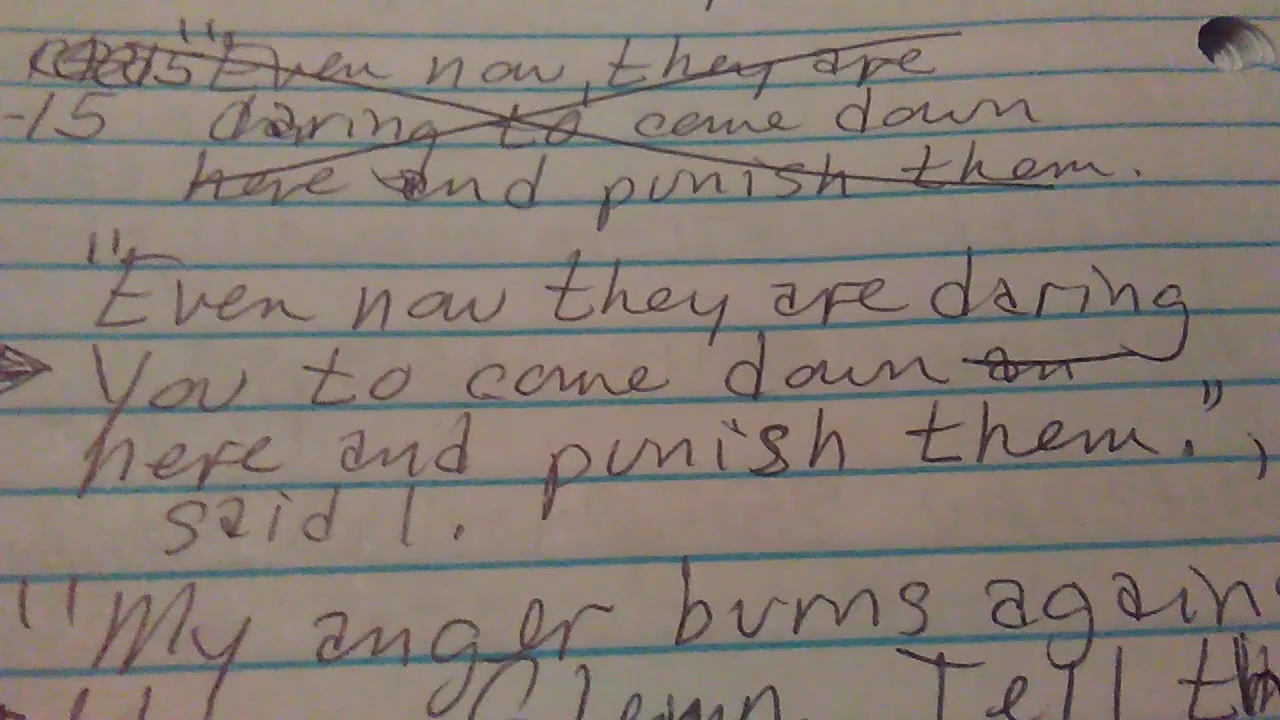 "Even now, they are
-15 daring to come down
here and punish them.
"Even now they are daring
You to come down
here and punish them.",
said I.
"My anger burns again
Tell th